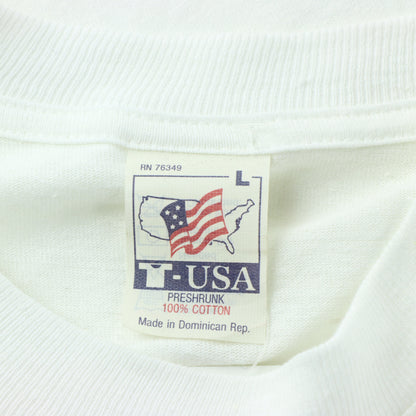 RN 76349
L
T-USA
PRESHRUNK
100% COTTON
Made in Dominican Rep.